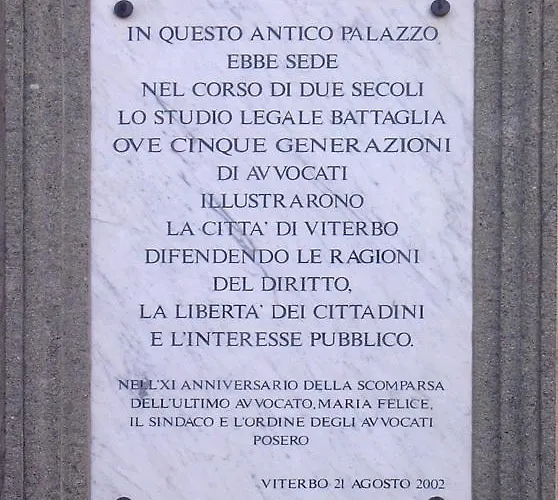 IN QUESTO ANTICO PALAZZO
EBBE SEDE
NEL CORSO DI DUE SECOLI
LO STUDIO LEGALE BATTAGLIA
OVE CINQUE GENERAZIONI
DI AVVOCATI
ILLUSTRARONO
LA CITTA' DI VITERBO
DIFENDENDO LE RAGIONI
DEL DIRITTO,
LA LIBERTA' DEI CITTADINI
E L'INTERESSE PUBBLICO.
NELL'XI ANNIVERSARIO DELLA SCOMPARSA
DELL'ULTIMO AVVOCATO, MARIA FELICE,
IL SINDACO E L'ORDINE DEGLI AVVOCATI
POSERO
VITERBO 21 AGOSTO 2002